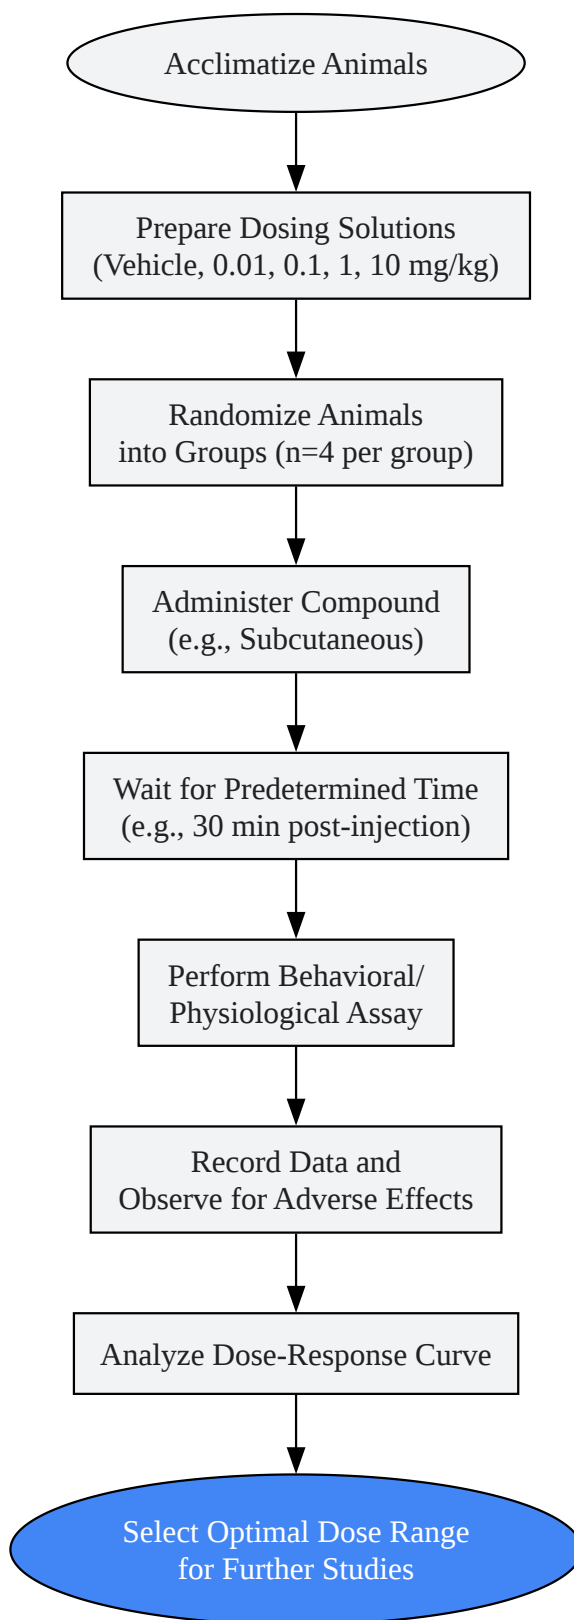 Acclimatize Animals
Prepare Dosing Solutions
(Vehicle, 0.01, 0.1, 1, 10 mg/kg)
Randomize Animals
into Groups (n=4 per group)
Administer Compound
(e.g., Subcutaneous)
Wait for Predetermined Time
(e.g., 30 min post-injection)
Perform Behavioral/
Physiological Assay
Record Data and
Observe for Adverse Effects
Analyze Dose-Response Curve
Select Optimal Dose Range
for Further Studies